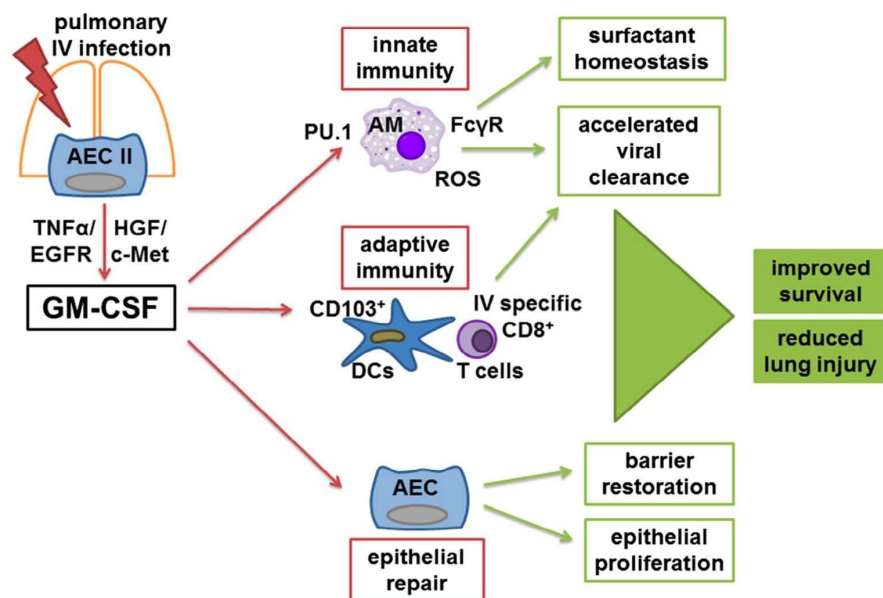 pulmonary
IV infection
AEC II
TNFα/
EGFR
HGF/
c-Met
GM-CSF
innate
immunity
PU.1
AM
FcγR
ROS
adaptive
immunity
CD103⁺
DCs
IV specific
CD8⁺
T cells
AEC
epithelial
repair
surfactant
homeostasis
accelerated
viral
clearance
barrier
restoration
epithelial
proliferation
improved
survival
reduced
lung injury